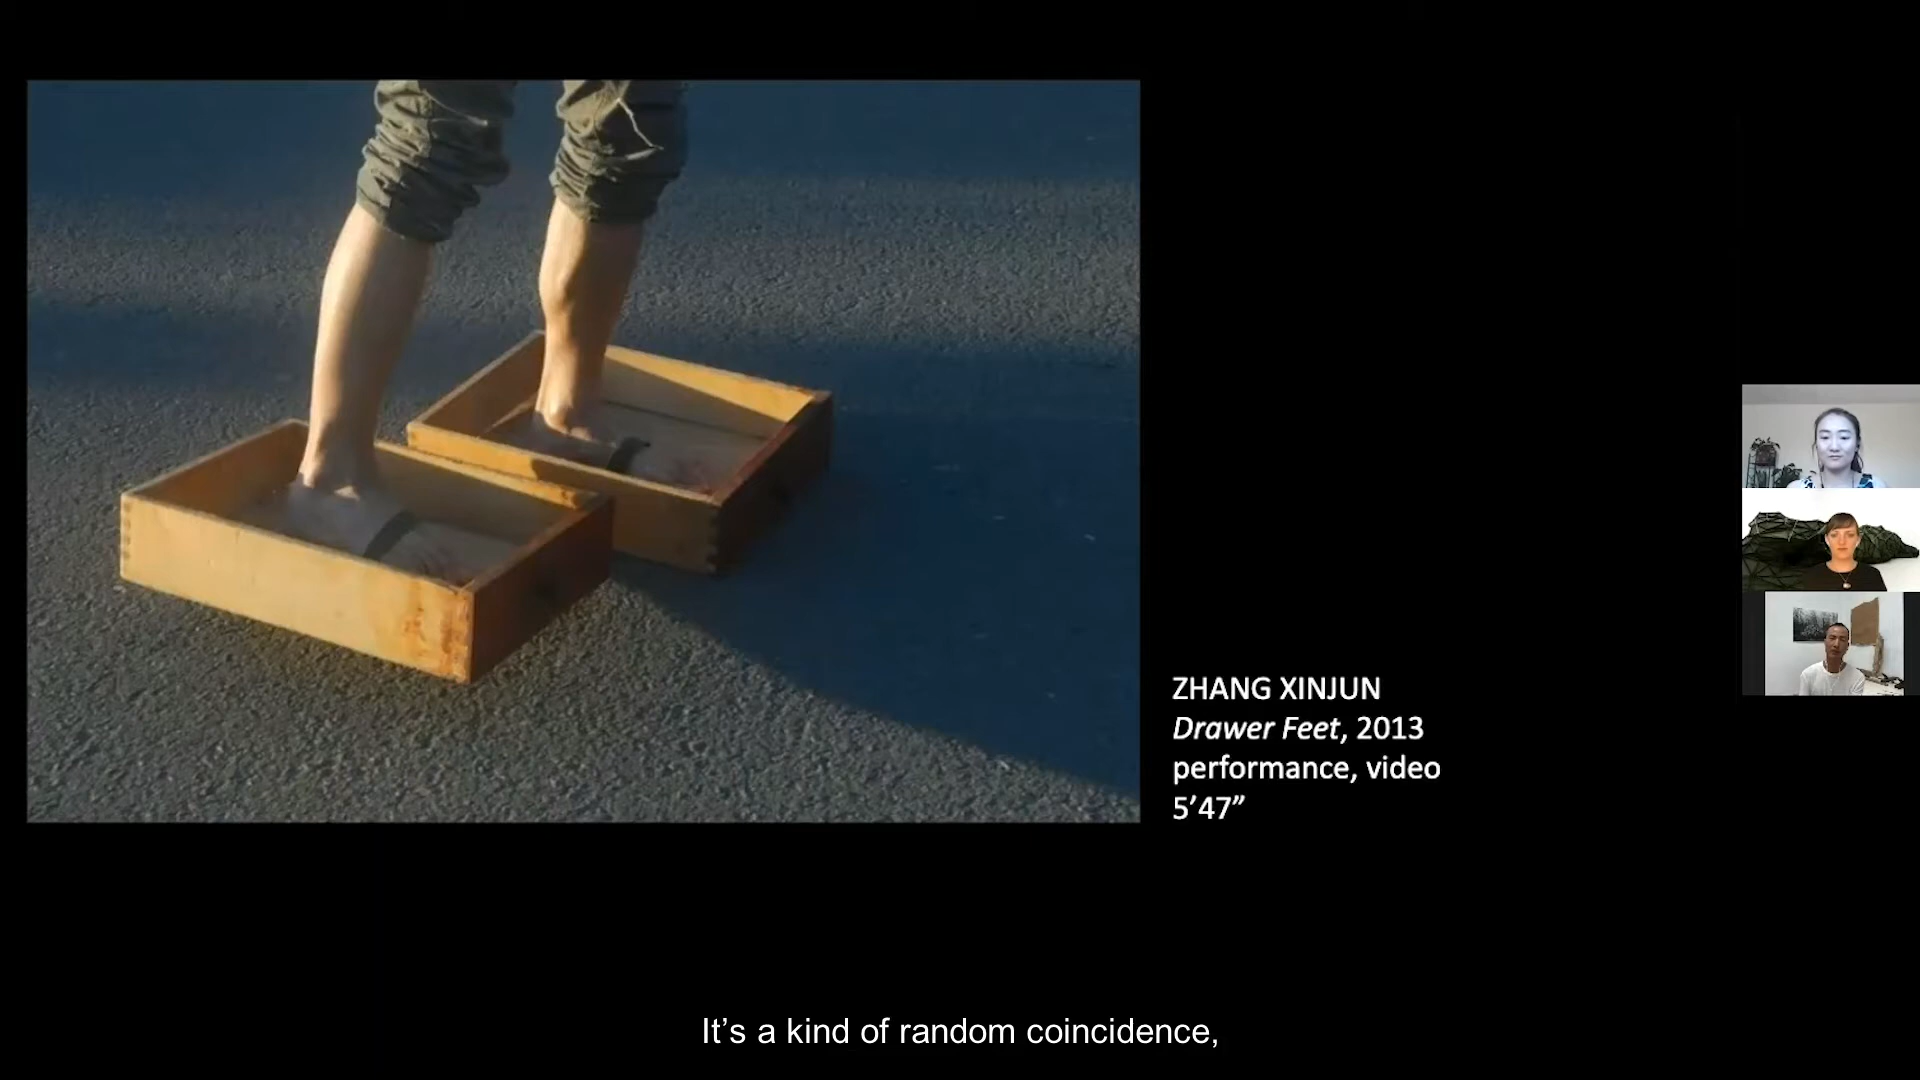 ZHANG XINJUN
Drawer Feet, 2013
performance, video
5’47”
It’s a kind of random coincidence,